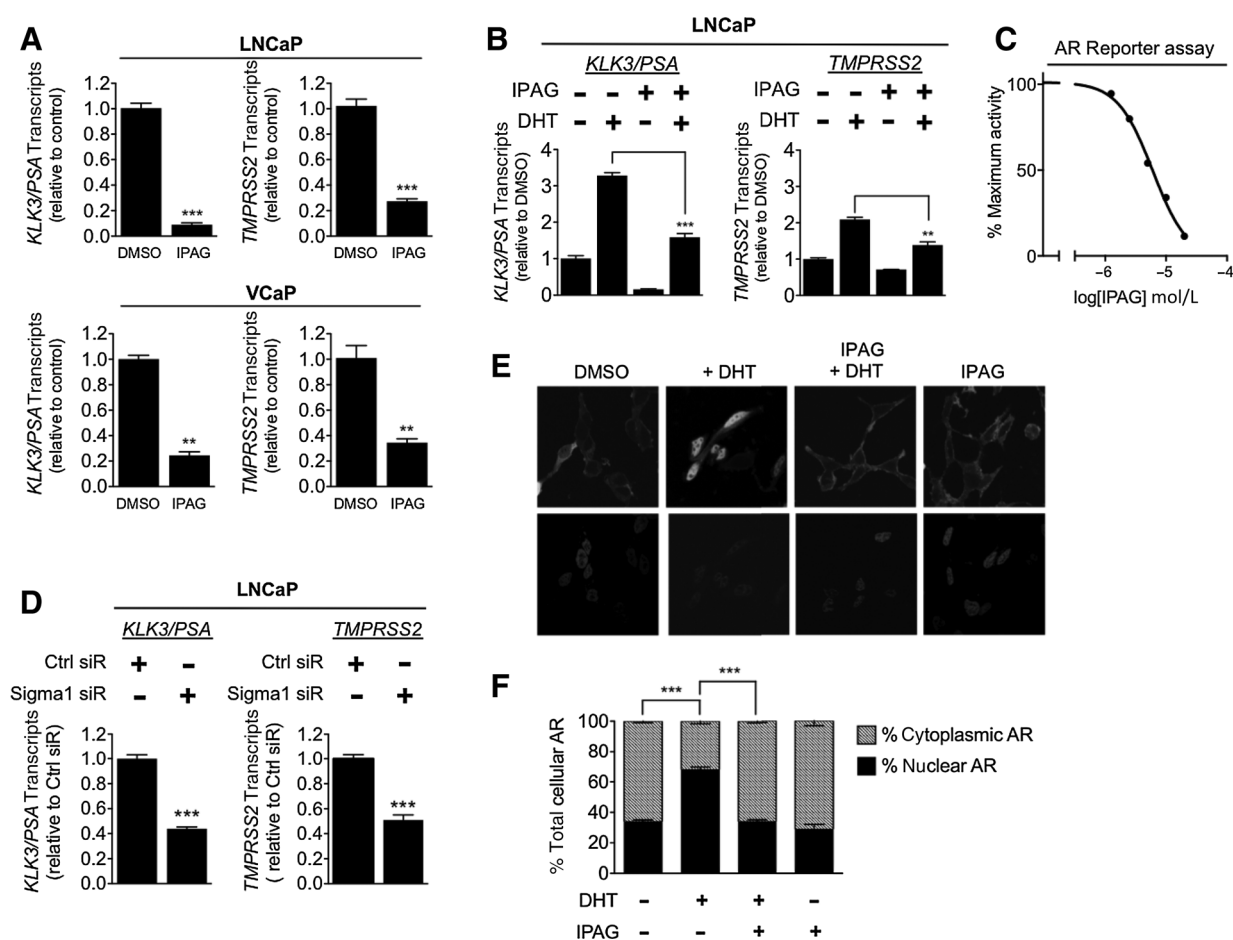 A
LNCaP
KLK3/PSA Transcripts
(relative to control)
1.2
1.0
0.8
0.6
0.4
0.2
0.0
***
DMSO IPAG
TMPRSS2 Transcripts
(relative to control)
1.2
1.0
0.8
0.6
0.4
0.2
0.0
***
DMSO IPAG
VCaP
KLK3/PSA Transcripts
(relative to control)
1.2
1.0
0.8
0.6
0.4
0.2
0.0
**
DMSO IPAG
TMPRSS2 Transcripts
(relative to control)
1.2
1.0
0.8
0.6
0.4
0.2
0.0
**
DMSO IPAG
B
LNCaP
KLK3/PSA
IPAG - - + +
DHT - + - +
KLK3/PSA Transcripts
(relative to DMSO)
4
3
2
1
0
***
TMPRSS2
IPAG - - + +
DHT - + - +
TMPRSS2 Transcripts
(relative to DMSO)
4
3
2
1
0
**
C
AR Reporter assay
% Maximum activity
100
50
0
−6 −5 −4
log[IPAG] mol/L
D
LNCaP
KLK3/PSA
Ctrl siR + -
Sigma1 siR - +
KLK3/PSA Transcripts
(relative to Ctrl siR)
1.2
1.0
0.8
0.6
0.4
0.2
0.0
***
TMPRSS2
Ctrl siR + -
Sigma1 siR - +
TMPRSS2 Transcripts
( relative to Ctrl siR)
1.2
1.0
0.8
0.6
0.4
0.2
0.0
***
E
DMSO
+ DHT
IPAG
+ DHT
IPAG
F
*** ***
% Total cellular AR
100
80
60
40
20
0
% Cytoplasmic AR
% Nuclear AR
DHT - + + -
IPAG - - + +